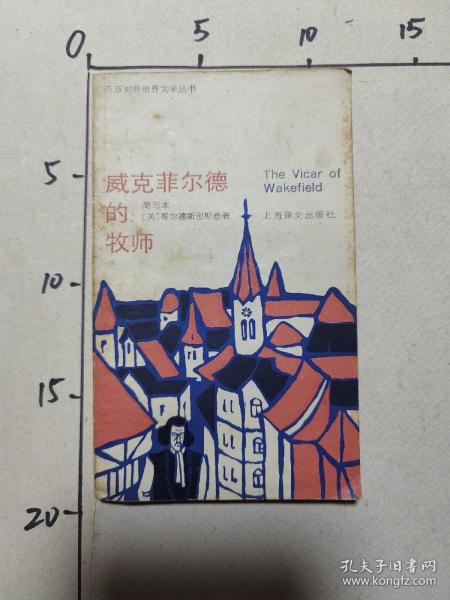 0 5 10 15
英汉对照世界文学丛书
5
威克菲尔德
的
牧师
简写本
[英]哥尔德斯密斯原著
The Vicar of
Wakefield
上海译文出版社
10
15
20
孔夫子旧书网
www.kongfz.com